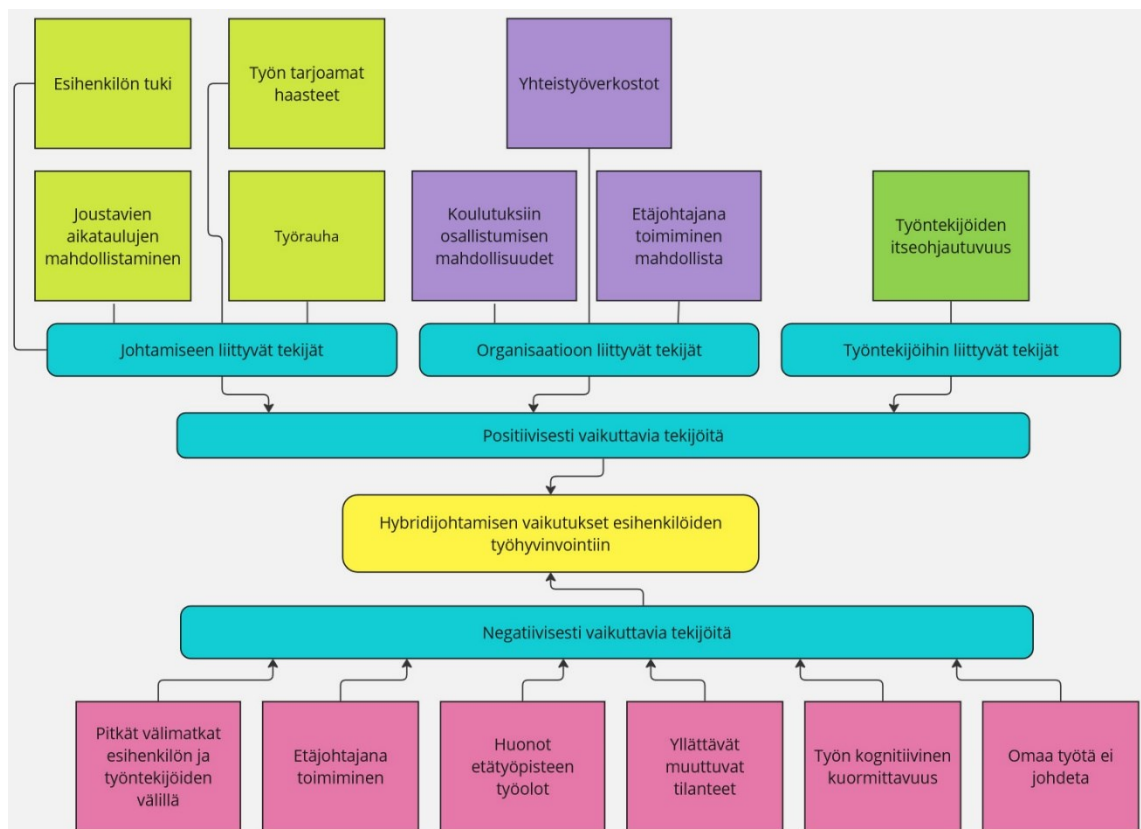 Esihenkilön tuki
Työn tarjoamat
haasteet
Yhteistyöverkostot
Joustavien
aikataulujen
mahdollistaminen
Työrauha
Koulutuksiin
osallistumisen
mahdollisuudet
Etäjohtajana
toimiminen
mahdollista
Työntekijöiden
itseohjautuvuus
Johtamiseen liittyvät tekijät
Organisaatioon liittyvät tekijät
Työntekijöihin liittyvät tekijät
Positiivisesti vaikuttavia tekijöitä
Hybridijohtamisen vaikutukset esihenkilöiden
työhyvinvointiin
Negatiivisesti vaikuttavia tekijöitä
Pitkät välimatkat
esihenkilön ja
työntekijöiden
välillä
Etäjohtajana
toimiminen
Huonot
etätyöpisteen
työolot
Yllättävät
muuttuvat
tilanteet
Työn kognitiivinen
kuormittavuus
Omaa työtä ei
johdeta